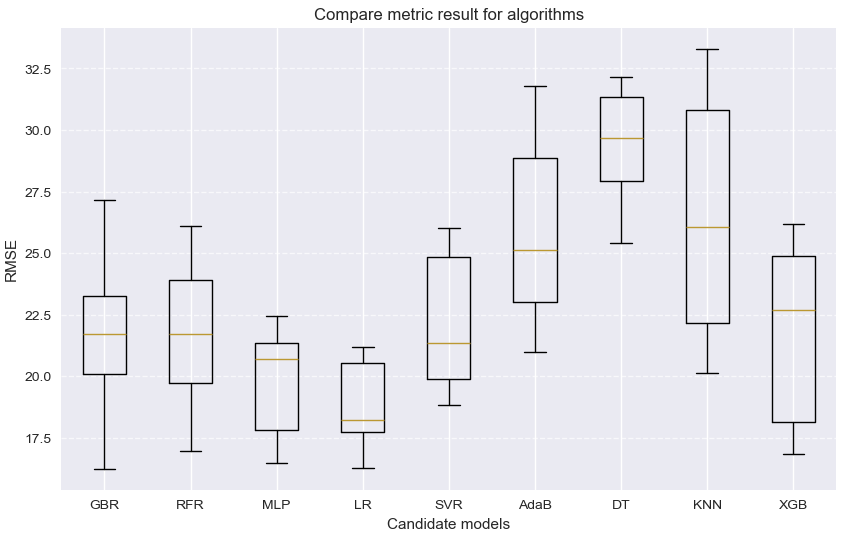 Compare metric result for algorithms
RMSE
32.5
30.0
27.5
25.0
22.5
20.0
17.5
GBR RFR MLP LR SVR AdaB DT KNN XGB
Candidate models